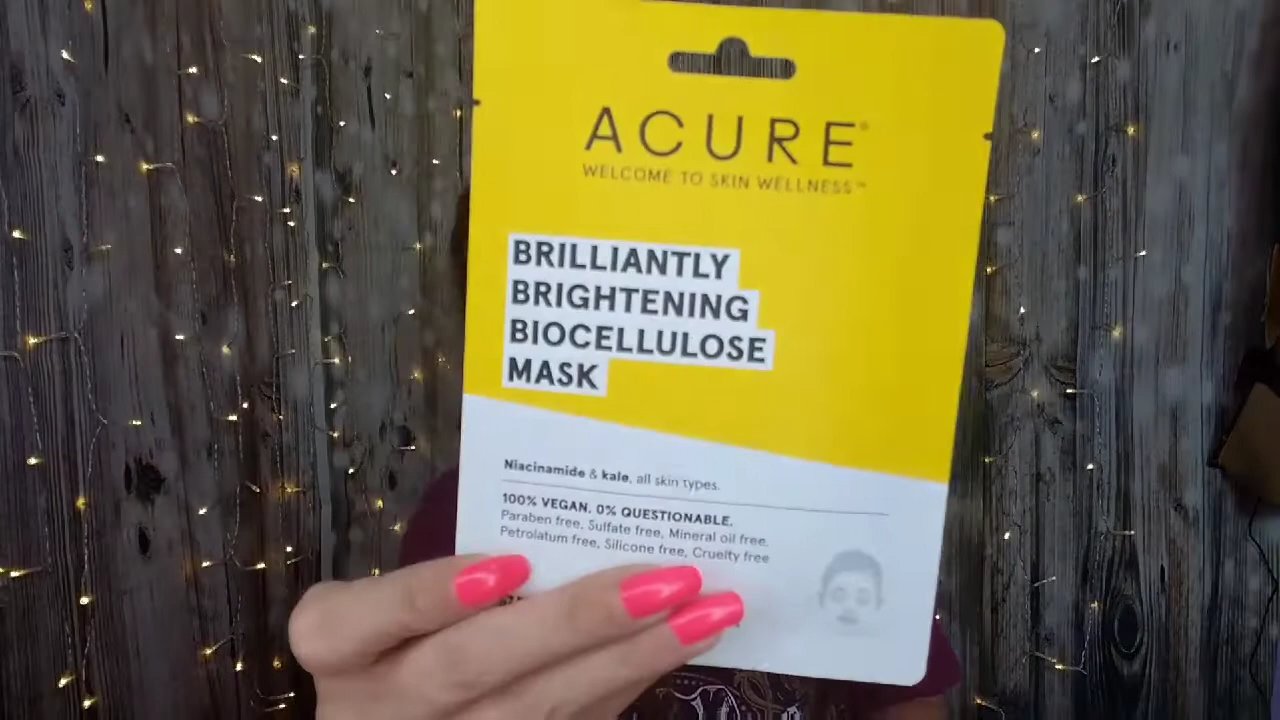 ACURE®
WELCOME TO SKIN WELLNESS™
BRILLIANTLY
BRIGHTENING
BIOCELLULOSE
MASK
Niacinamide & kale, all skin types.
100% VEGAN. 0% QUESTIONABLE.
Paraben free, Sulfate free, Mineral oil free,
Petrolatum free, Silicone free, Cruelty free